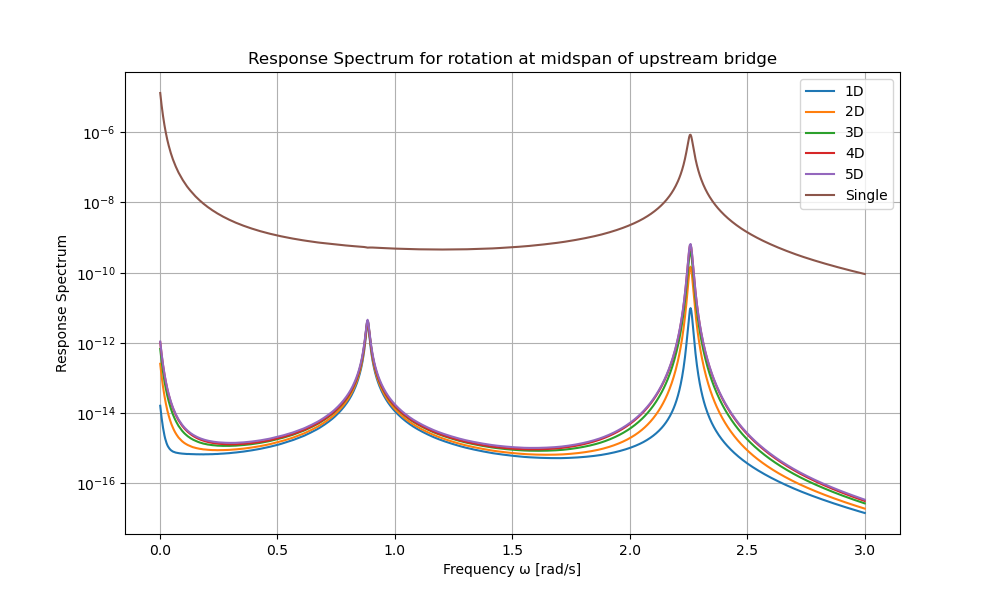 Response Spectrum for rotation at midspan of upstream bridge
Response Spectrum
10⁻⁶
10⁻⁸
10⁻¹⁰
10⁻¹²
10⁻¹⁴
10⁻¹⁶
1D
2D
3D
4D
5D
Single
0.0 0.5 1.0 1.5 2.0 2.5 3.0
Frequency ω [rad/s]